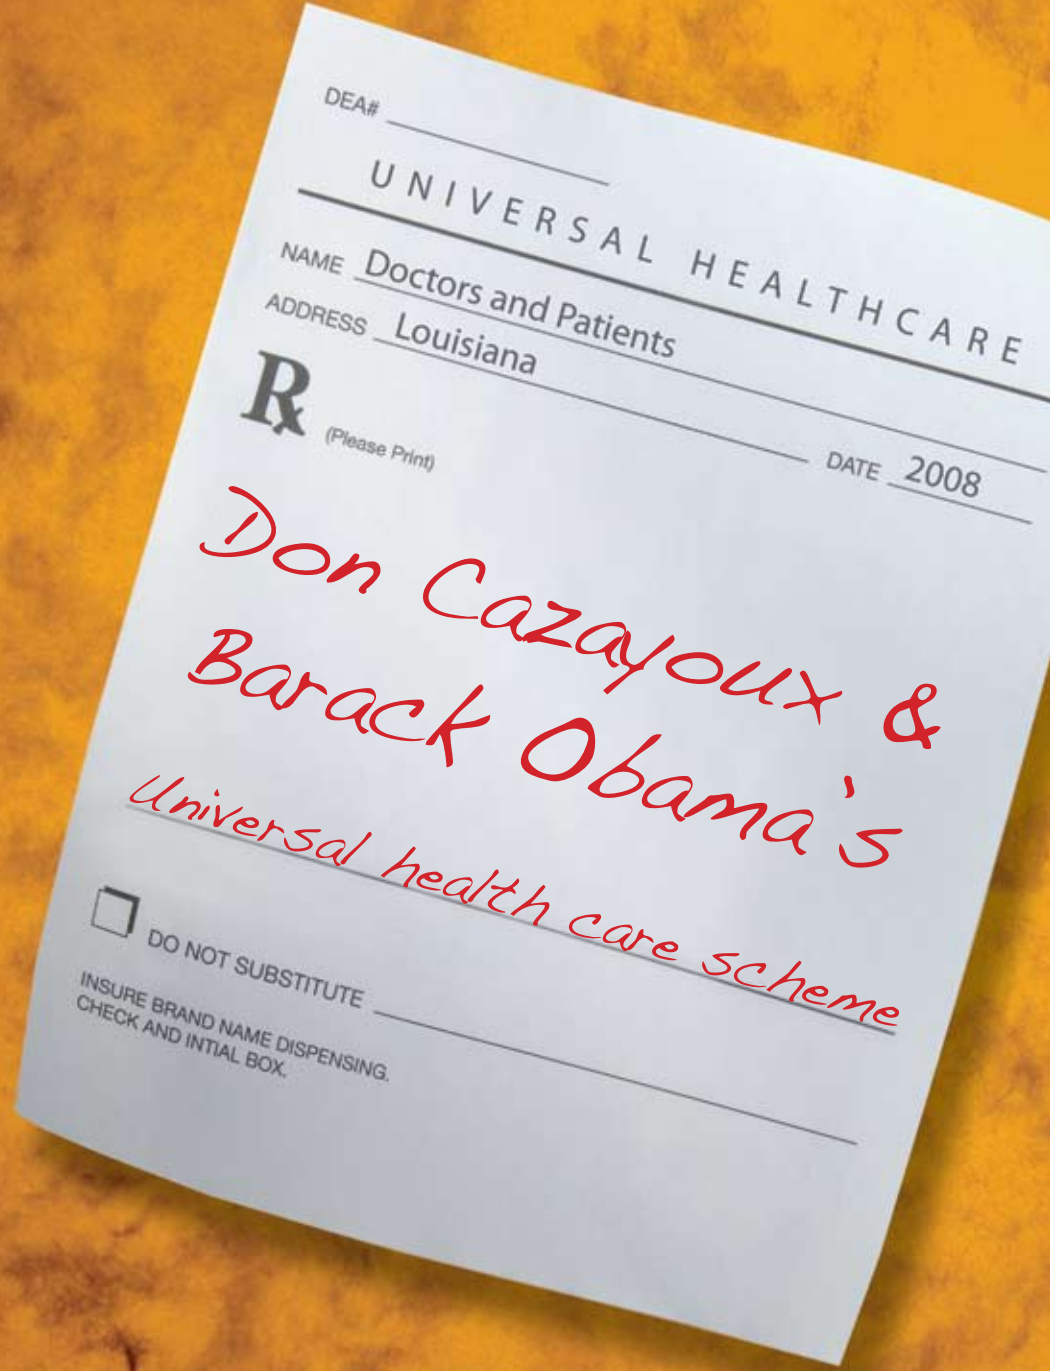 DEA#
UNIVERSAL HEALTHCARE
NAME Doctors and Patients
ADDRESS Louisiana
DATE 2008
Rx (Please Print)
Don Cazayoux &
Barack Obama's
Universal health care scheme
DO NOT SUBSTITUTE
INSURE BRAND NAME DISPENSING.
CHECK AND INTIAL BOX.